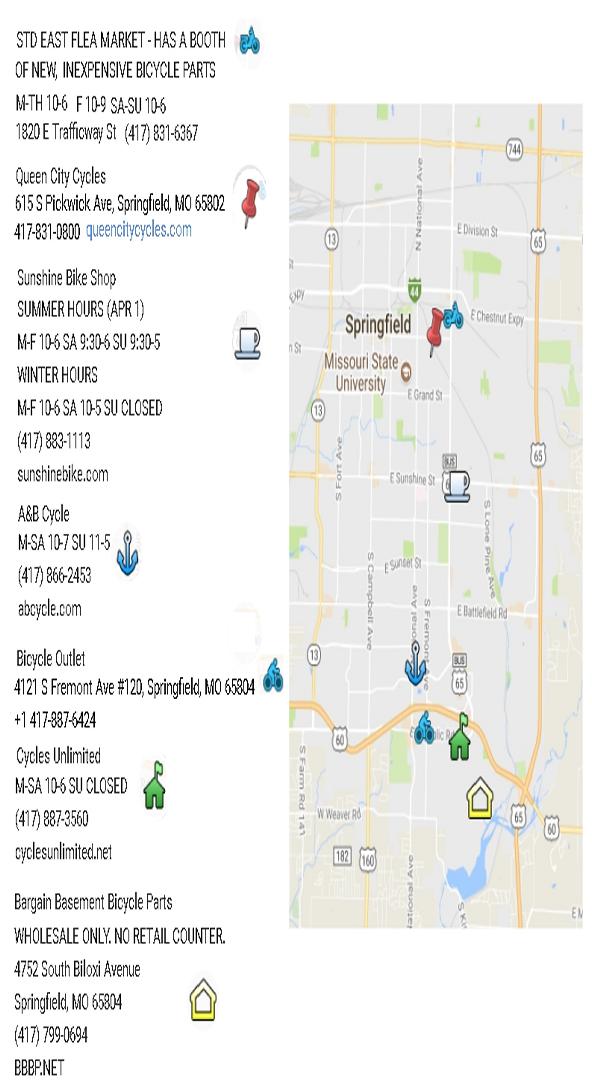 STD EAST FLEA MARKET - HAS A BOOTH
OF NEW, INEXPENSIVE BICYCLE PARTS
M-TH 10-6 F 10-9 SA-SU 10-6
1820 E Trafficway St (417) 831-6367
Queen City Cycles
615 S Pickwick Ave, Springfield, MO 65802
417-831-0800 queencitycycles.com
Sunshine Bike Shop
SUMMER HOURS (APR 1)
M-F 10-6 SA 9:30-6 SU 9:30-5
WINTER HOURS
M-F 10-6 SA 10-5 SU CLOSED
(417) 883-1113
sunshinebike.com
A&B Cycle
M-SA 10-7 SU 11-5
(417) 866-2453
abcycle.com
Bicycle Outlet
4121 S Fremont Ave #120, Springfield, MO 65804
+1 417-887-6424
Cycles Unlimited
M-SA 10-6 SU CLOSED
(417) 887-3560
cyclesunlimited.net
Bargain Basement Bicycle Parts
WHOLESALE ONLY. NO RETAIL COUNTER.
4752 South Biloxi Avenue
Springfield, MO 65804
(417) 799-0694
BBBP.NET
744
N National Ave
13
E Division St
65
44
E Chestnut Expy
Springfield
n St
Missouri State
University
E Grand St
13
65
S Fort Ave
BUS
E Sunshine St
S Lone Pine Ave
E Sunset St
S Campbell Ave
E Battlefield Rd
S Fremont Ave
13
BUS
65
60
S Farm Rd 141
W Weaver Rd
65
60
182
160